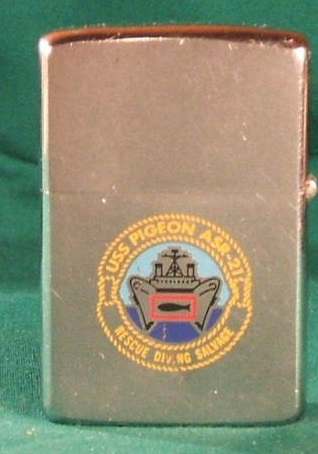 USS PIGEON ASR-21
RESCUE DIVING SALVAGE